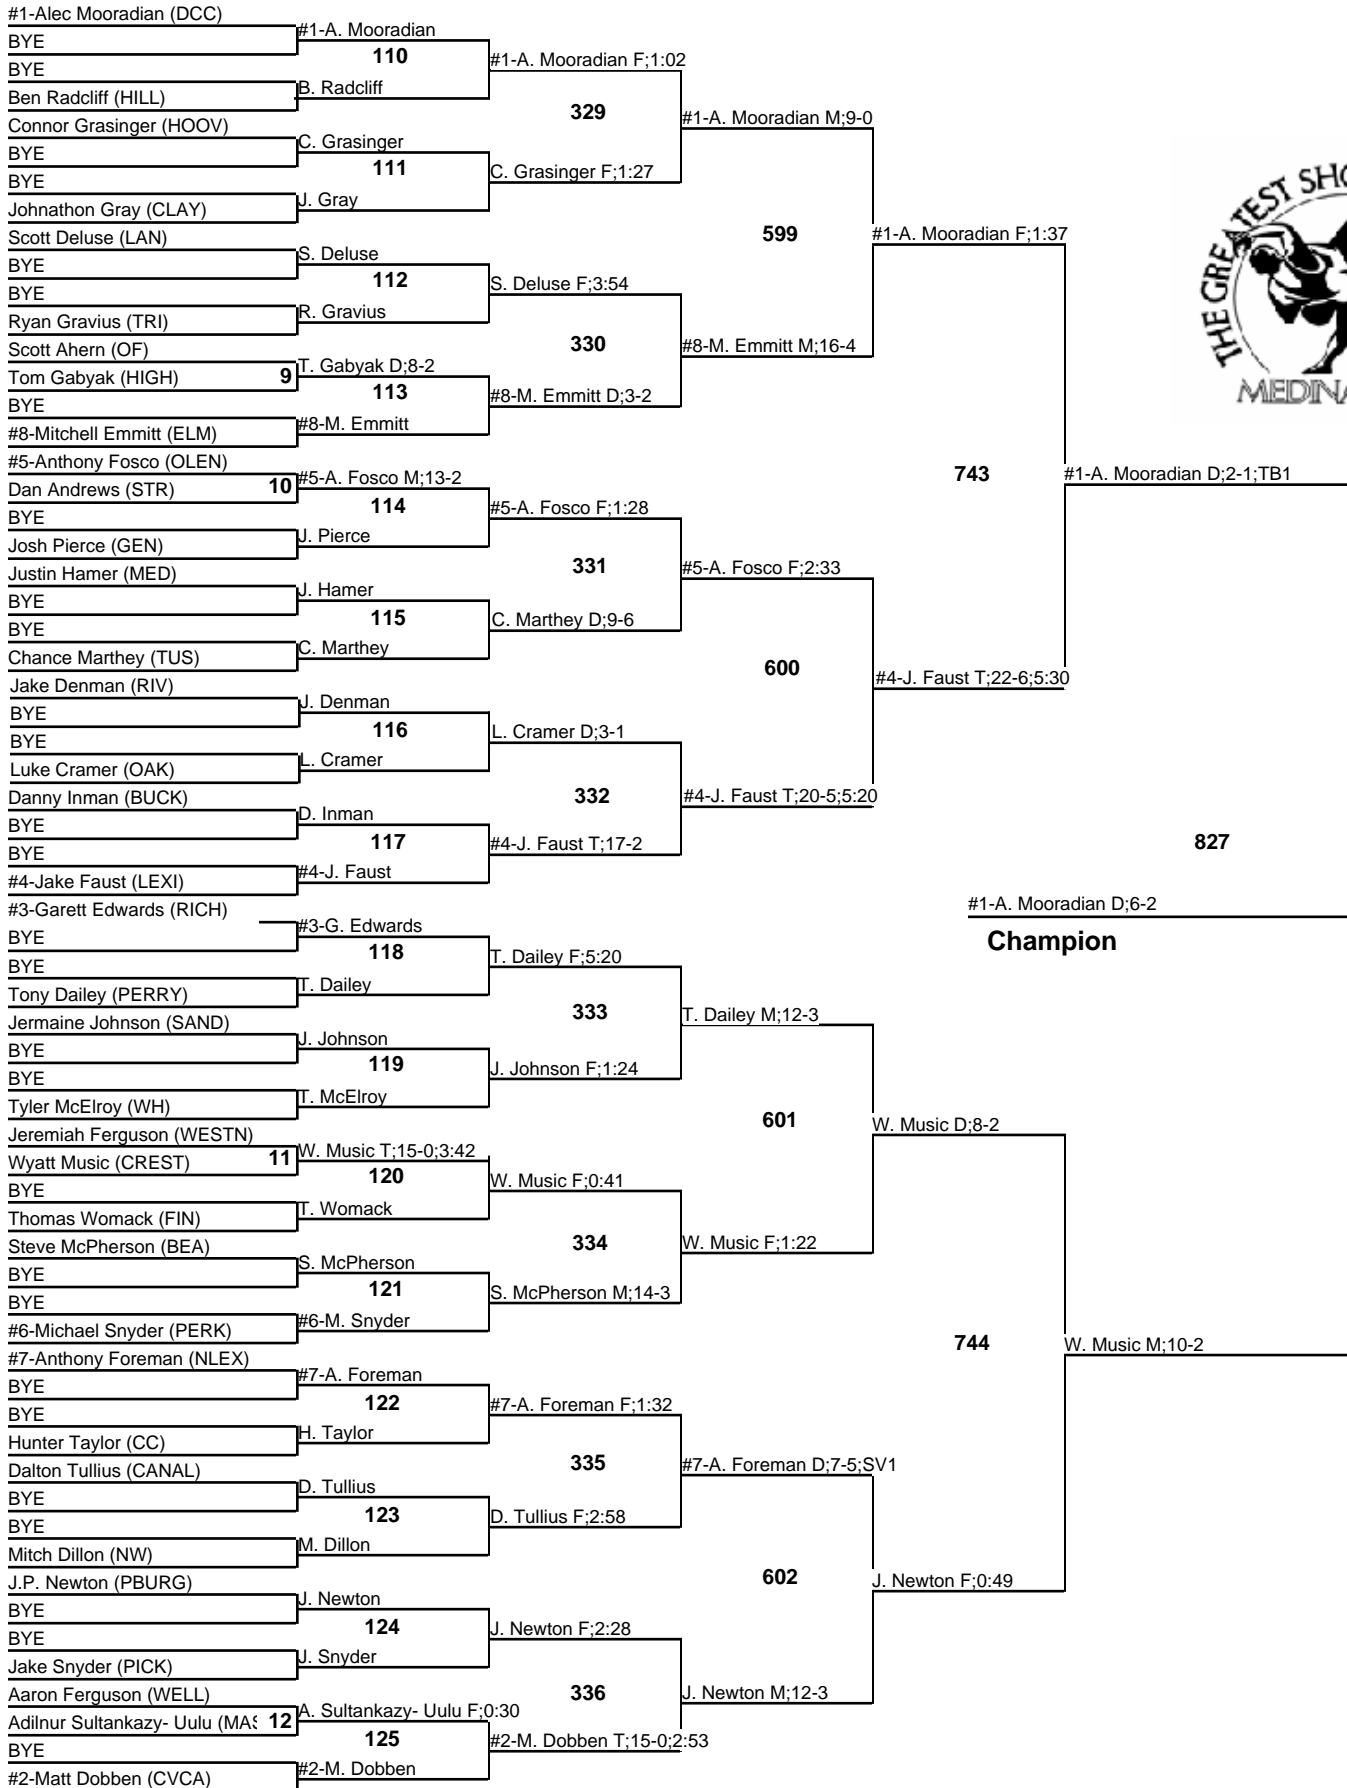 #1-Alec Mooradian (DCC)
BYE
BYE
Ben Radcliff (HILL)
Connor Grasinger (HOOV)
BYE
BYE
Johnathon Gray (CLAY)
Scott Deluse (LAN)
BYE
BYE
Ryan Gravius (TRI)
Scott Ahern (OF)
Tom Gabyak (HIGH) 9
BYE
#8-Mitchell Emmitt (ELM)
#5-Anthony Fosco (OLEN)
Dan Andrews (STR) 10
BYE
Josh Pierce (GEN)
Justin Hamer (MED)
BYE
BYE
Chance Marthey (TUS)
Jake Denman (RIV)
BYE
BYE
Luke Cramer (OAK)
Danny Inman (BUCK)
BYE
BYE
#4-Jake Faust (LEXI)
#3-Garett Edwards (RICH)
BYE
BYE
Tony Dailey (PERRY)
Jermaine Johnson (SAND)
BYE
BYE
Tyler McElroy (WH)
Jeremiah Ferguson (WESTN)
Wyatt Music (CREST) 11
BYE
Thomas Womack (FIN)
Steve McPherson (BEA)
BYE
BYE
#6-Michael Snyder (PERK)
#7-Anthony Foreman (NLEX)
BYE
BYE
Hunter Taylor (CC)
Dalton Tullius (CANAL)
BYE
BYE
Mitch Dillon (NW)
J.P. Newton (PBURG)
BYE
BYE
Jake Snyder (PICK)
Aaron Ferguson (WELL)
Adilnur Sultankazy- Uulu (MAS 12
BYE
#2-Matt Dobben (CVCA)
#1-A. Mooradian
110
B. Radcliff
C. Grasinger
111
J. Gray
S. Deluse
112
R. Gravius
T. Gabyak D;8-2
113
#8-M. Emmitt
#5-A. Fosco M;13-2
114
J. Pierce
J. Hamer
115
C. Marthey
J. Denman
116
L. Cramer
D. Inman
117
#4-J. Faust
#3-G. Edwards
118
T. Dailey
J. Johnson
119
T. McElroy
W. Music T;15-0;3:42
120
T. Womack
S. McPherson
121
#6-M. Snyder
#7-A. Foreman
122
H. Taylor
D. Tullius
123
M. Dillon
J. Newton
124
J. Snyder
A. Sultankazy- Uulu F;0:30
125
#2-M. Dobben
#1-A. Mooradian F;1:02
329
C. Grasinger F;1:27
S. Deluse F;3:54
330
#8-M. Emmitt D;3-2
#5-A. Fosco F;1:28
331
C. Marthey D;9-6
L. Cramer D;3-1
332
#4-J. Faust T;17-2
T. Dailey F;5:20
333
J. Johnson F;1:24
W. Music F;0:41
334
S. McPherson M;14-3
#7-A. Foreman F;1:32
335
D. Tullius F;2:58
J. Newton F;2:28
336
#2-M. Dobben T;15-0;2:53
#1-A. Mooradian M;9-0
599
#8-M. Emmitt M;16-4
#5-A. Fosco F;2:33
600
#4-J. Faust T;20-5;5:20
T. Dailey M;12-3
601
W. Music F;1:22
#7-A. Foreman D;7-5;SV1
602
J. Newton M;12-3
#1-A. Mooradian F;1:37
743
#4-J. Faust T;22-6;5:30
W. Music D;8-2
744
J. Newton F;0:49
#1-A. Mooradian D;2-1;TB1
827
W. Music M;10-2
#1-A. Mooradian D;6-2
Champion
THE GREATEST SHO
MEDINA